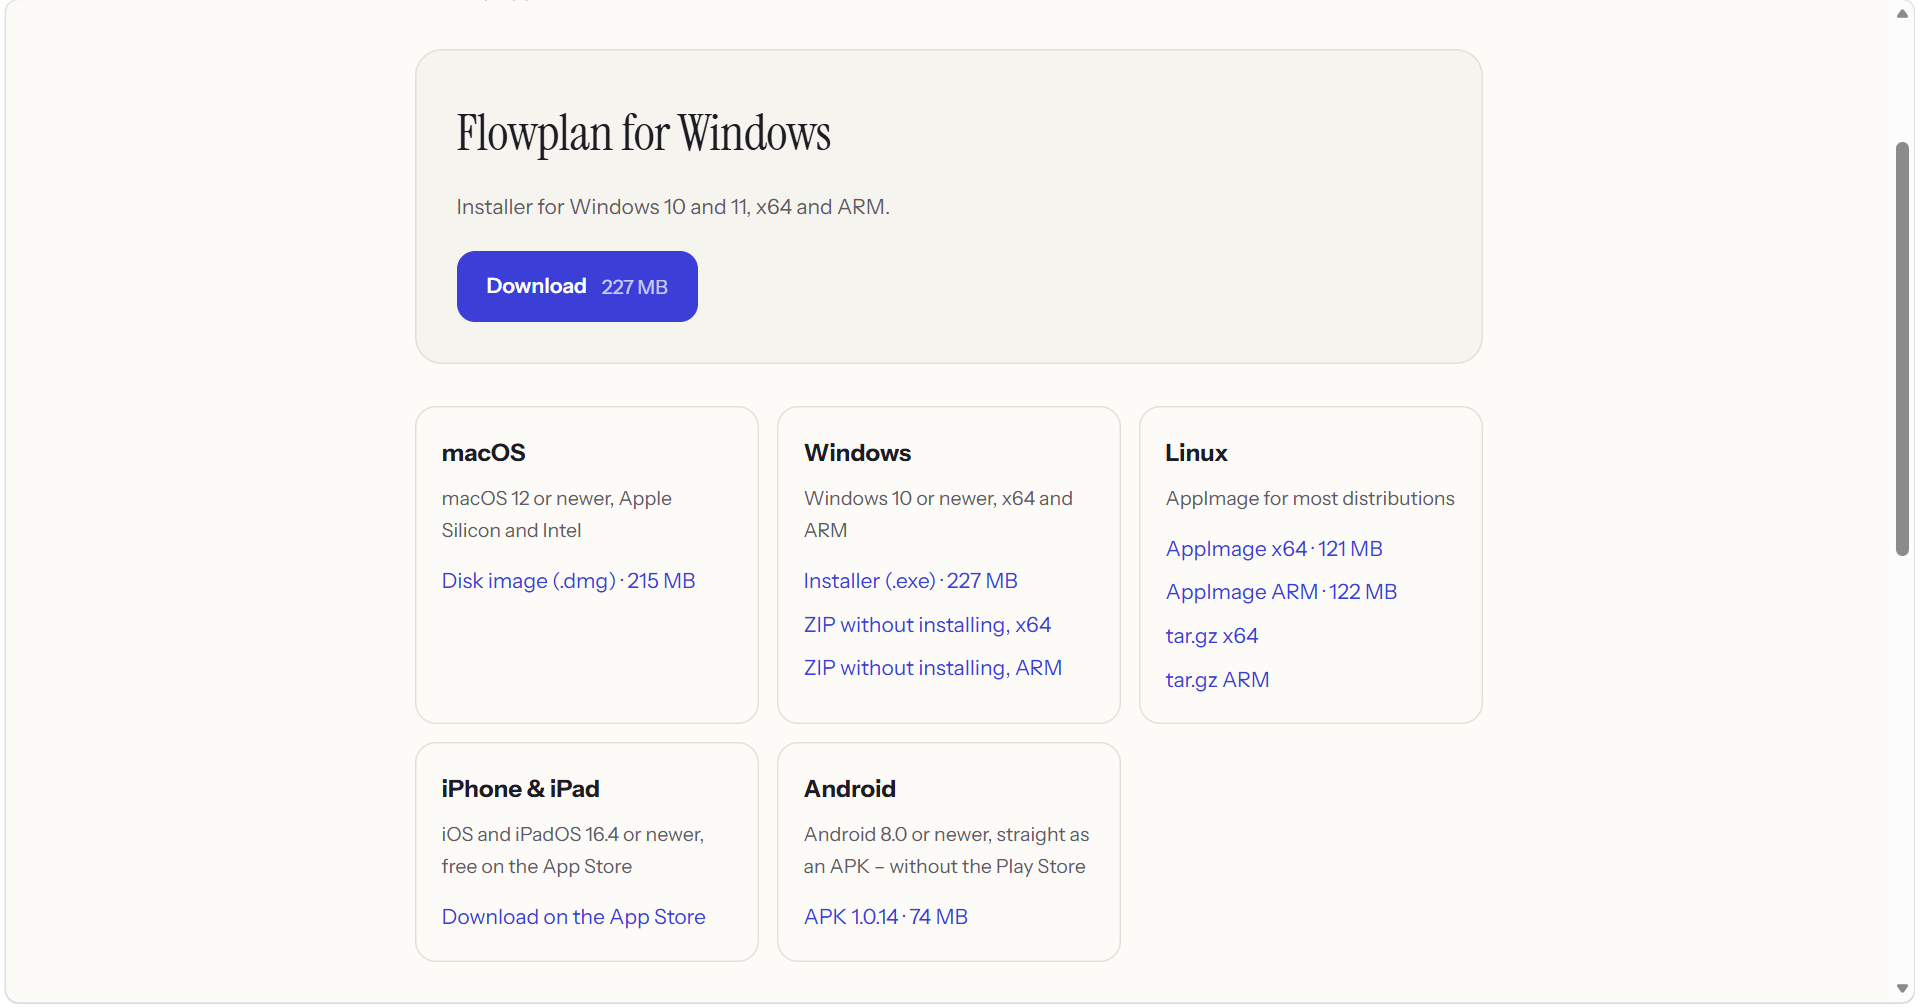 Flowplan for Windows
Installer for Windows 10 and 11, x64 and ARM.
Download 227 MB
macOS
macOS 12 or newer, Apple
Silicon and Intel
Disk image (.dmg) · 215 MB
Windows
Windows 10 or newer, x64 and
ARM
Installer (.exe) · 227 MB
ZIP without installing, x64
ZIP without installing, ARM
Linux
AppImage for most distributions
AppImage x64 · 121 MB
AppImage ARM · 122 MB
tar.gz x64
tar.gz ARM
iPhone & iPad
iOS and iPadOS 16.4 or newer,
free on the App Store
Download on the App Store
Android
Android 8.0 or newer, straight as
an APK – without the Play Store
APK 1.0.14 · 74 MB